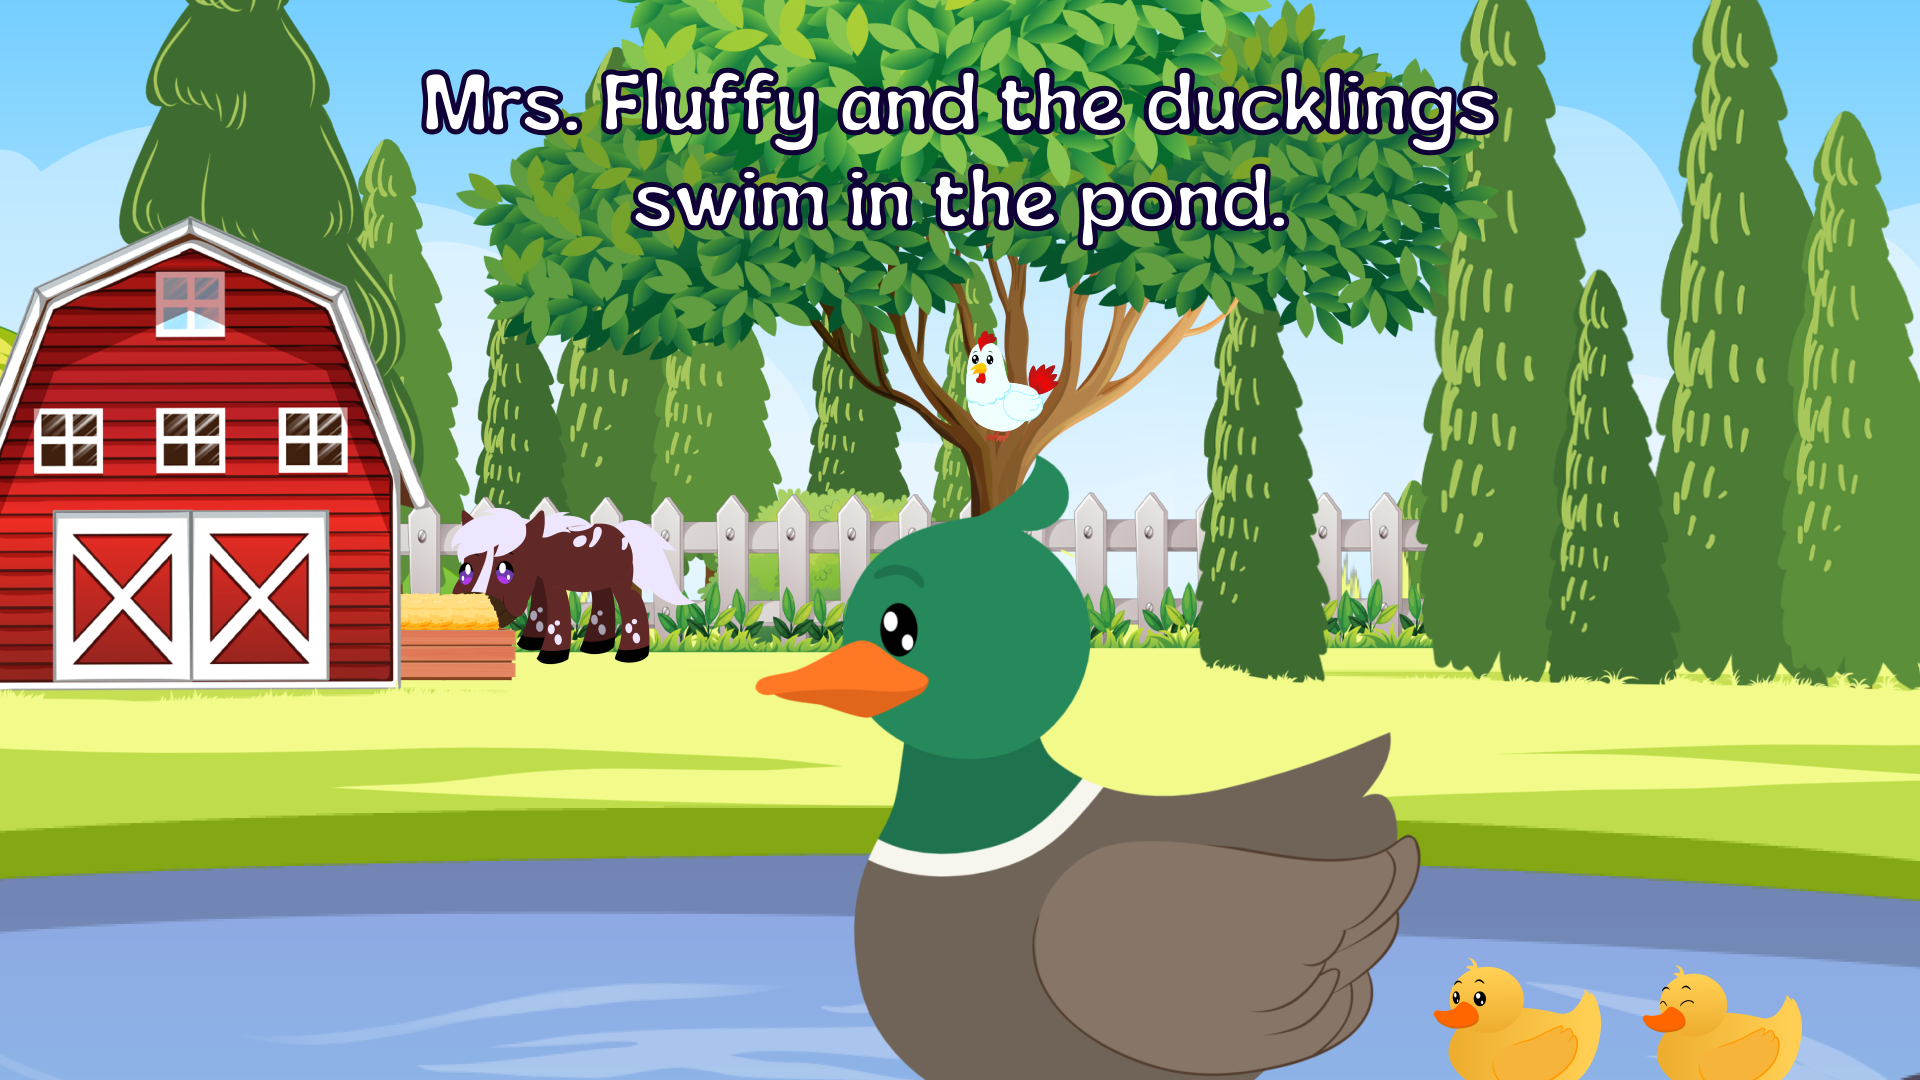 Mrs. Fluffy and the ducklings
swim in the pond.